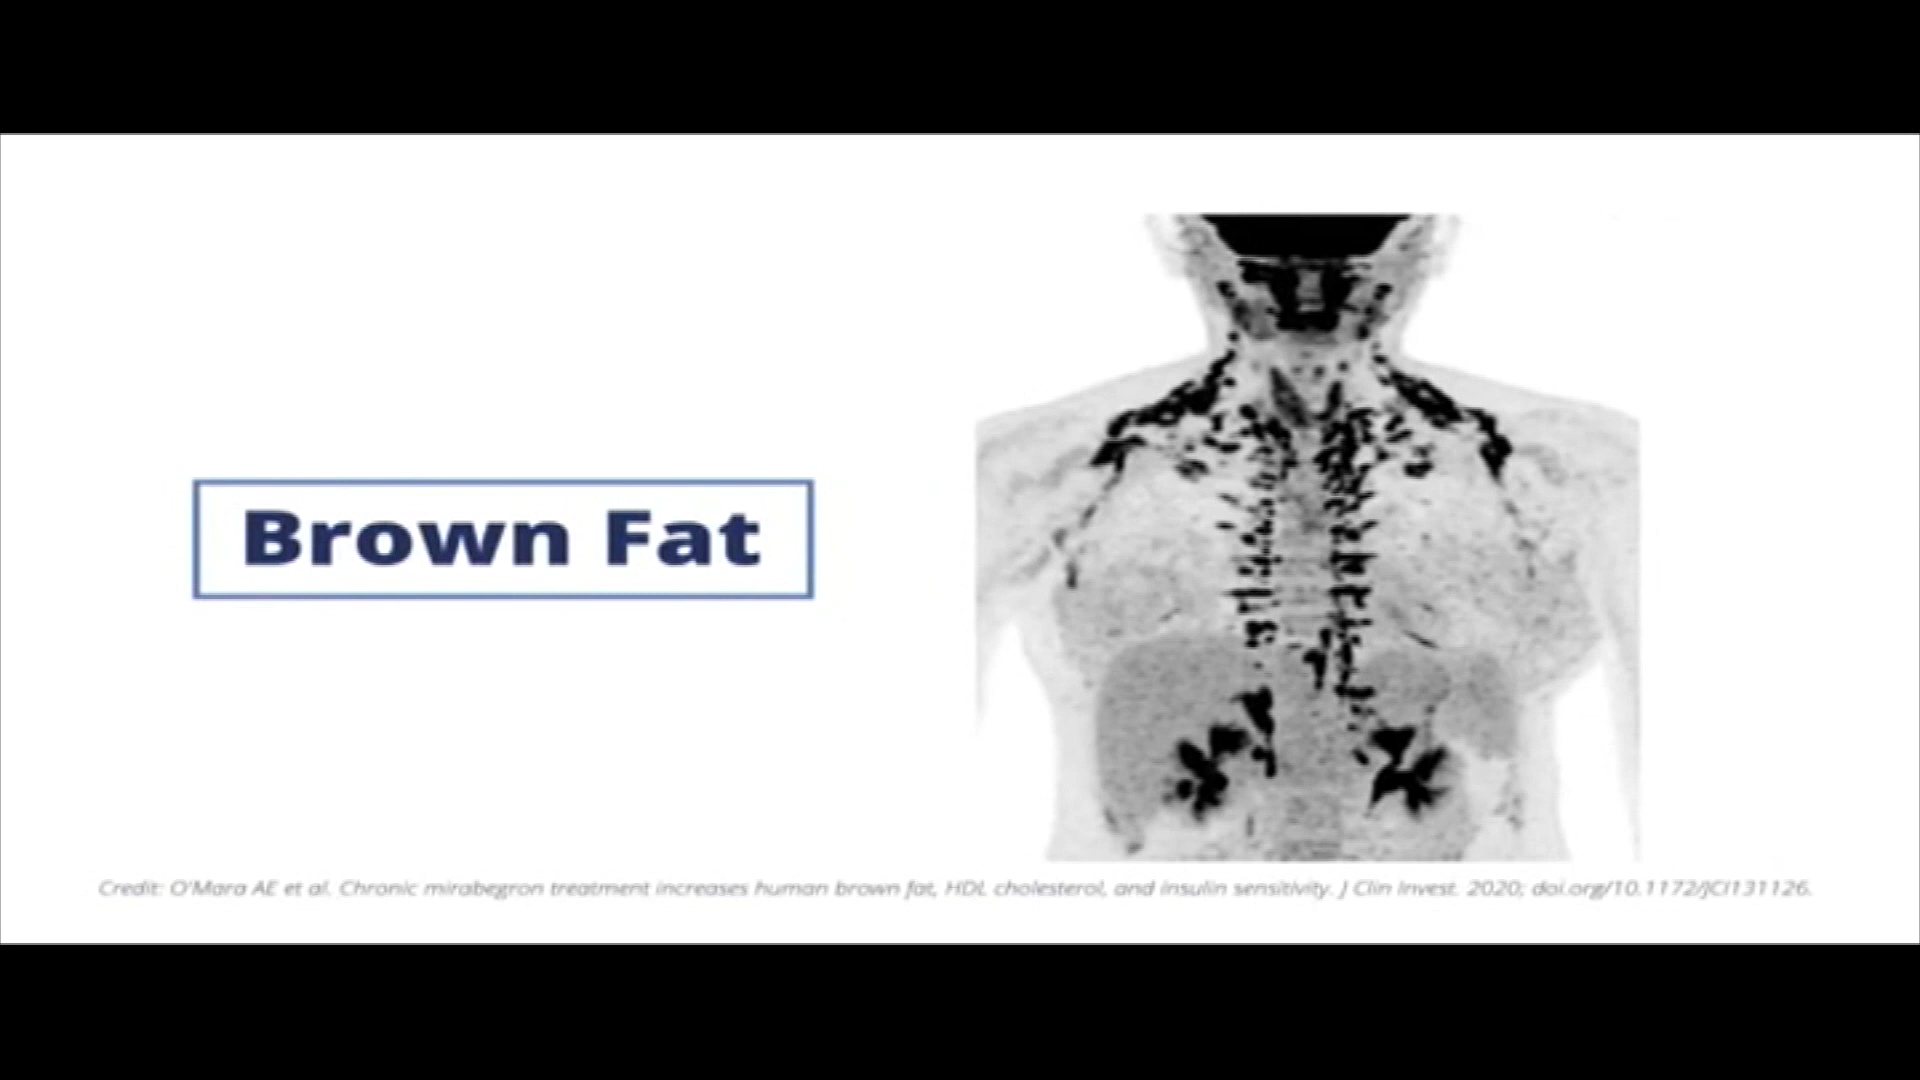 Brown Fat
Credit: O'Mara AE et al. Chronic mirabegron treatment increases human brown fat, HDL cholesterol, and insulin sensitivity. J Clin Invest. 2020; doi.org/10.1172/JCI131126.